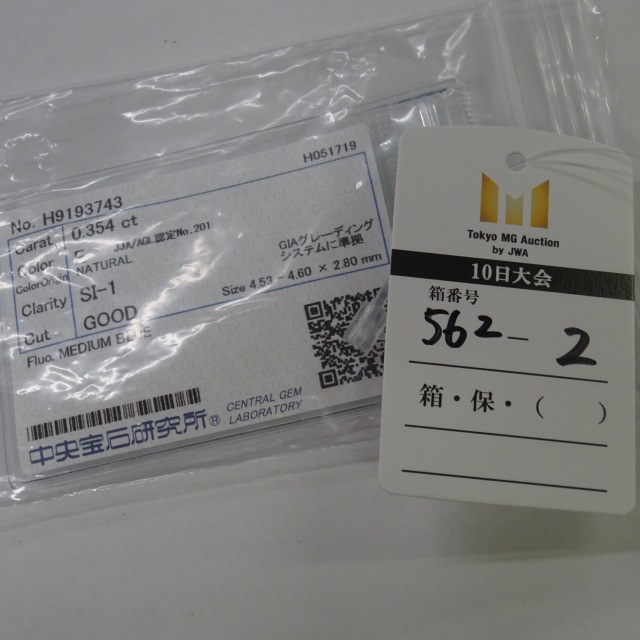 H051719
No. H9193743
Carat 0.354 ct
Color JJA/AGL認定No.201
ColorOrigin NATURAL
GIAグレーディング
システムに準拠
Clarity SI-1
Size 4.53 - 4.60 × 2.80 mm
Cut GOOD
Fluo. MEDIUM BLUE
中央宝石研究所® CENTRAL GEM
LABORATORY
Tokyo MG Auction
by JWA
10日大会
箱番号
562-2
箱・保・( )